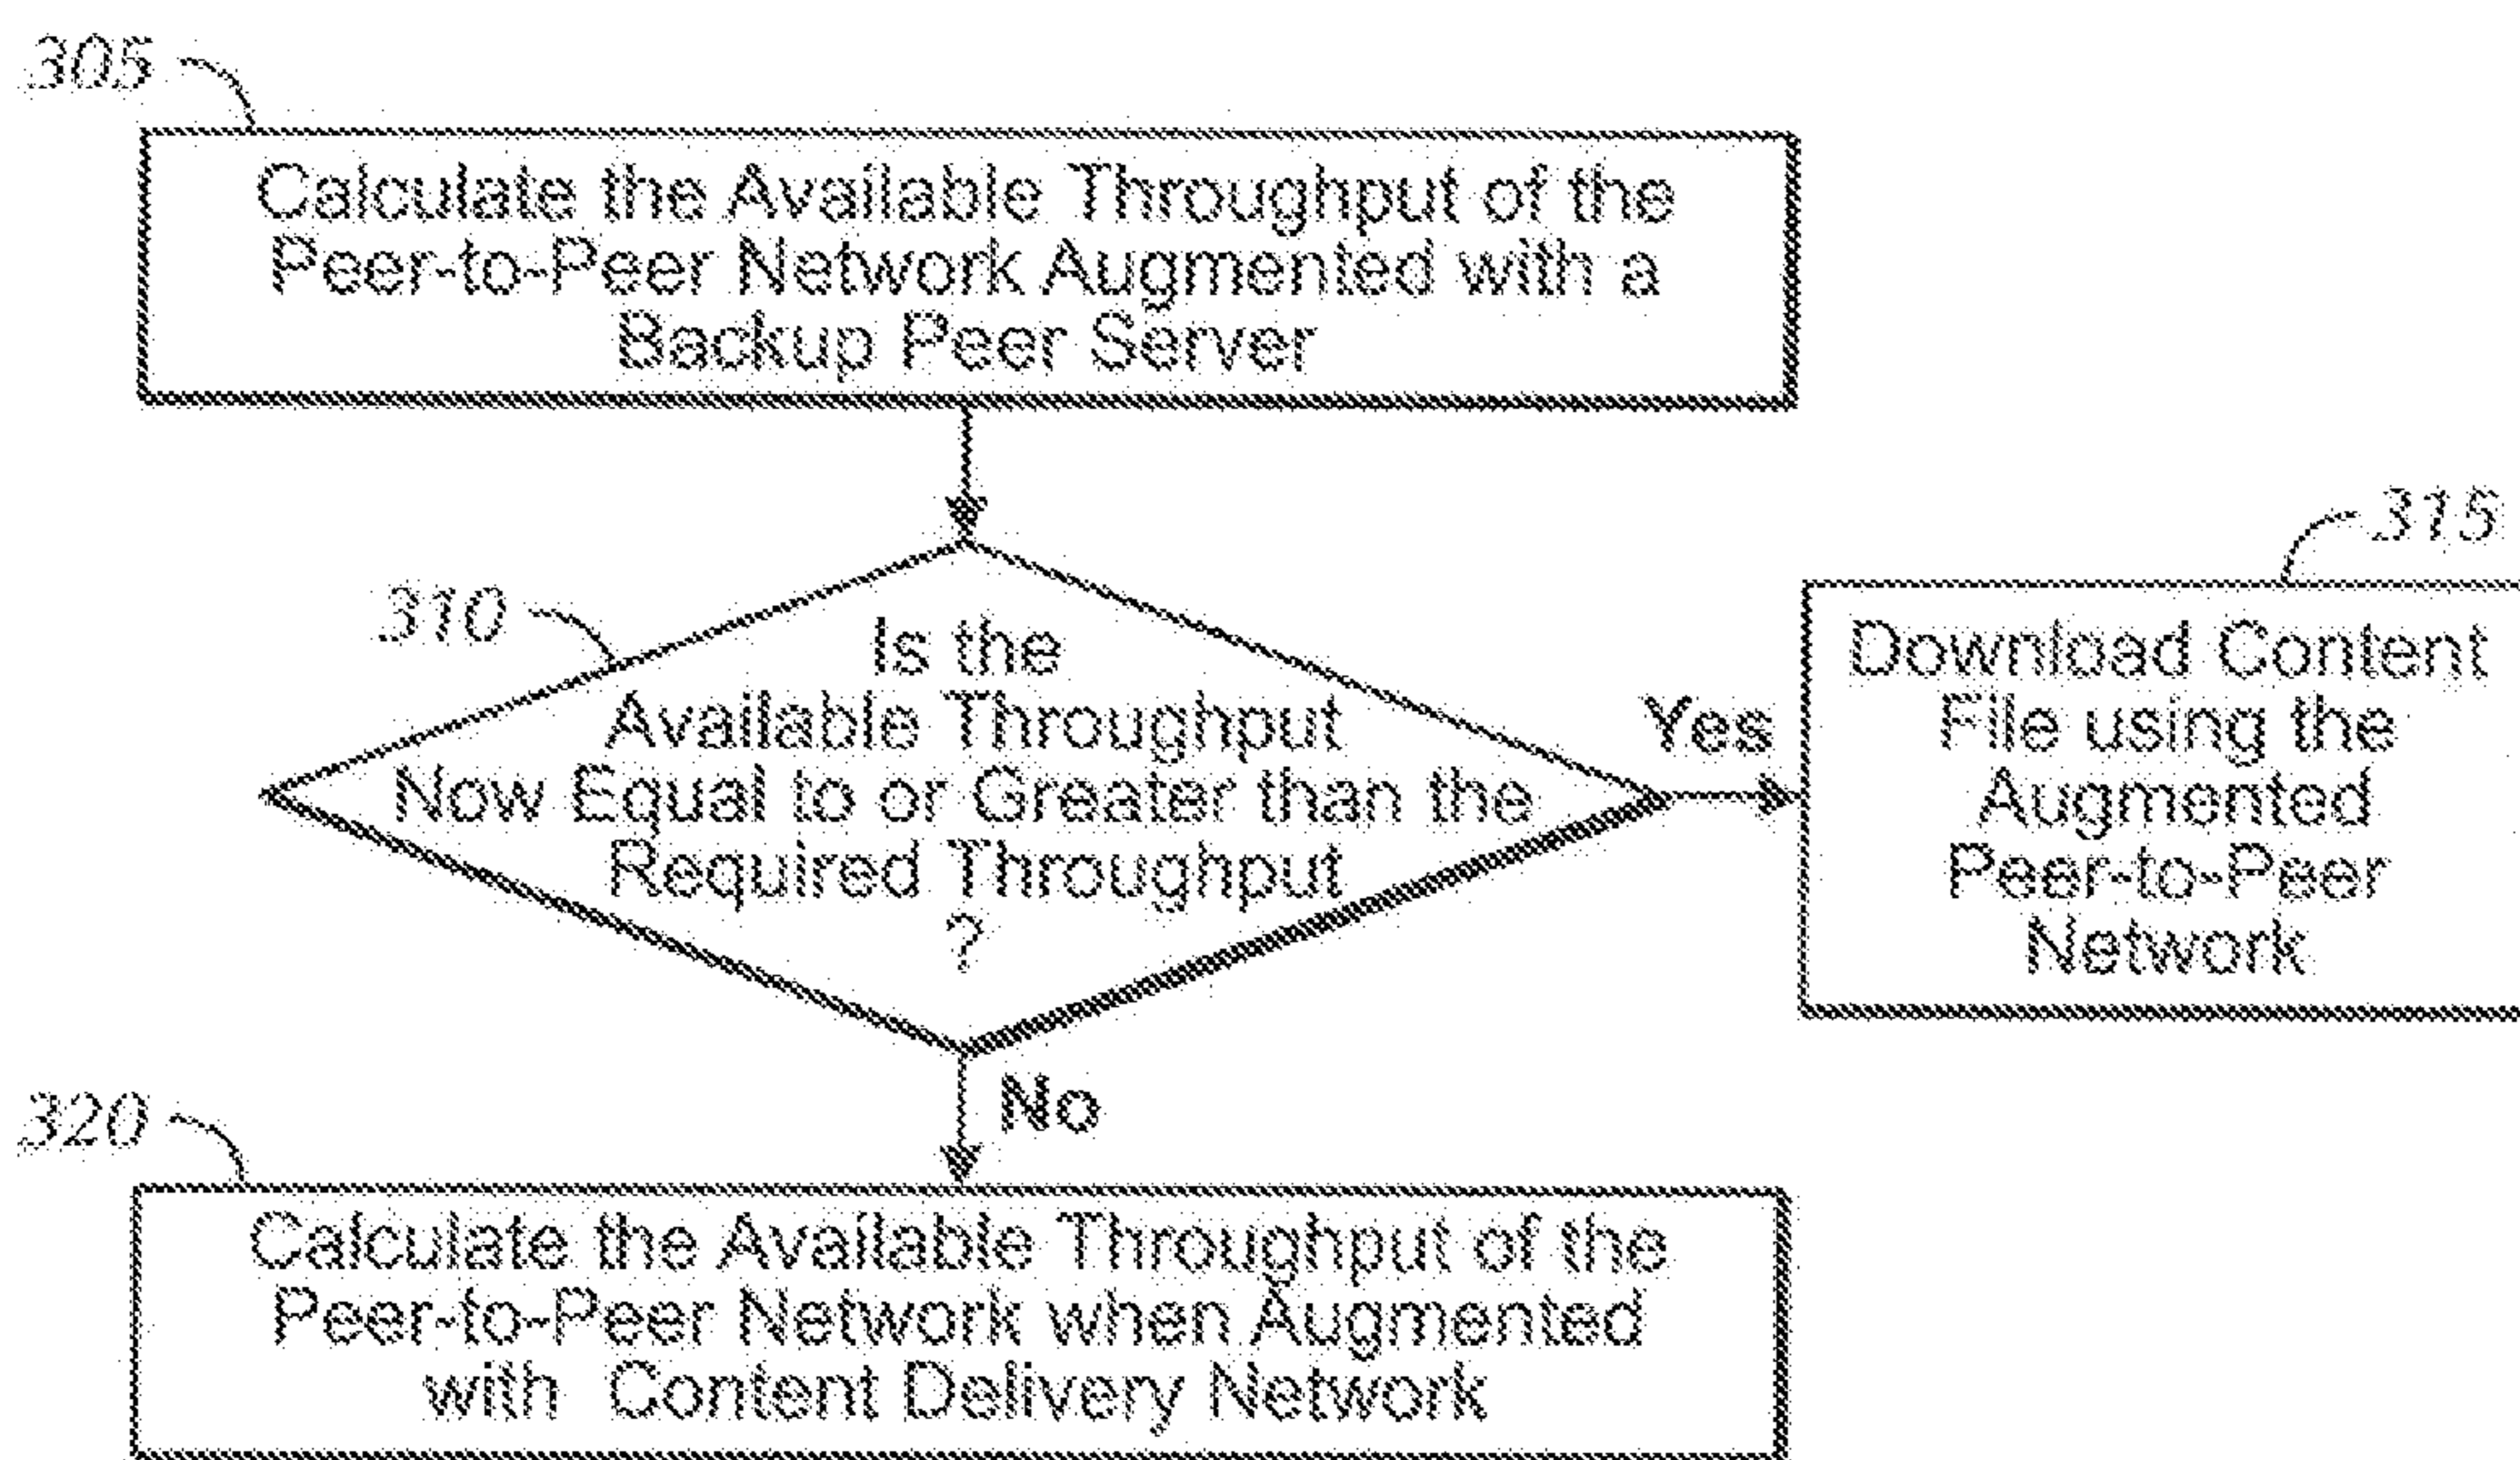 305
Calculate the Available Throughput of the
Peer-to-Peer Network Augmented with a
Backup Peer Server
310
Is the
Available Throughput
Now Equal to or Greater than the
Required Throughput
?
Yes
315
Download Content
File using the
Augmented
Peer-to-Peer
Network
No
320
Calculate the Available Throughput of the
Peer-to-Peer Network when Augmented
with Content Delivery Network